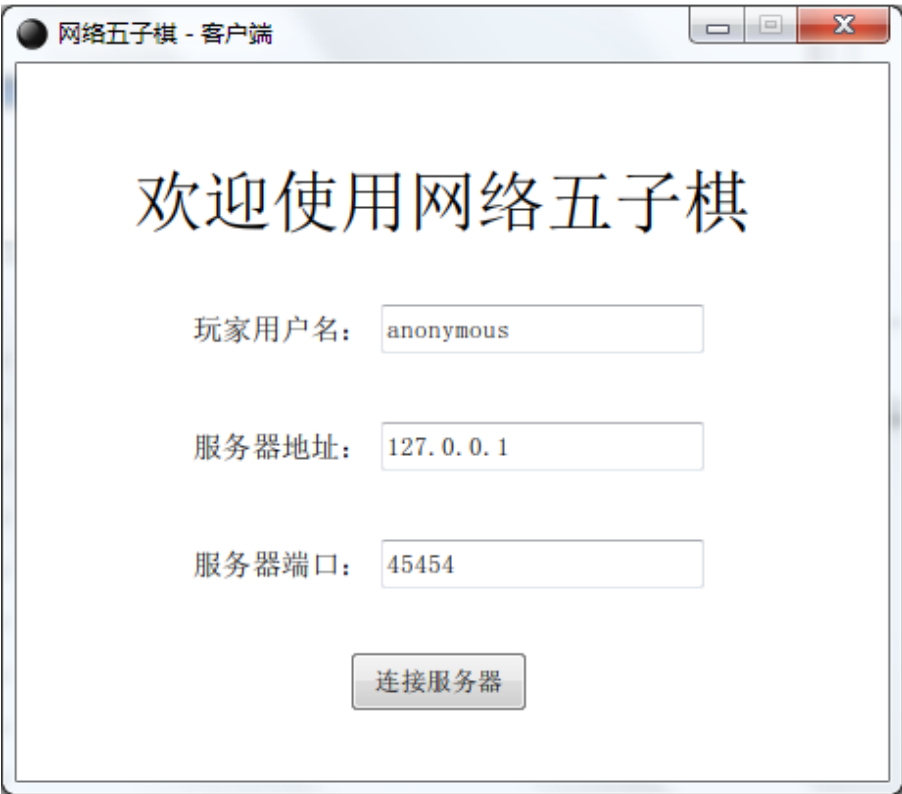 网络五子棋 - 客户端
欢迎使用网络五子棋
玩家用户名： anonymous
服务器地址： 127.0.0.1
服务器端口： 45454
连接服务器